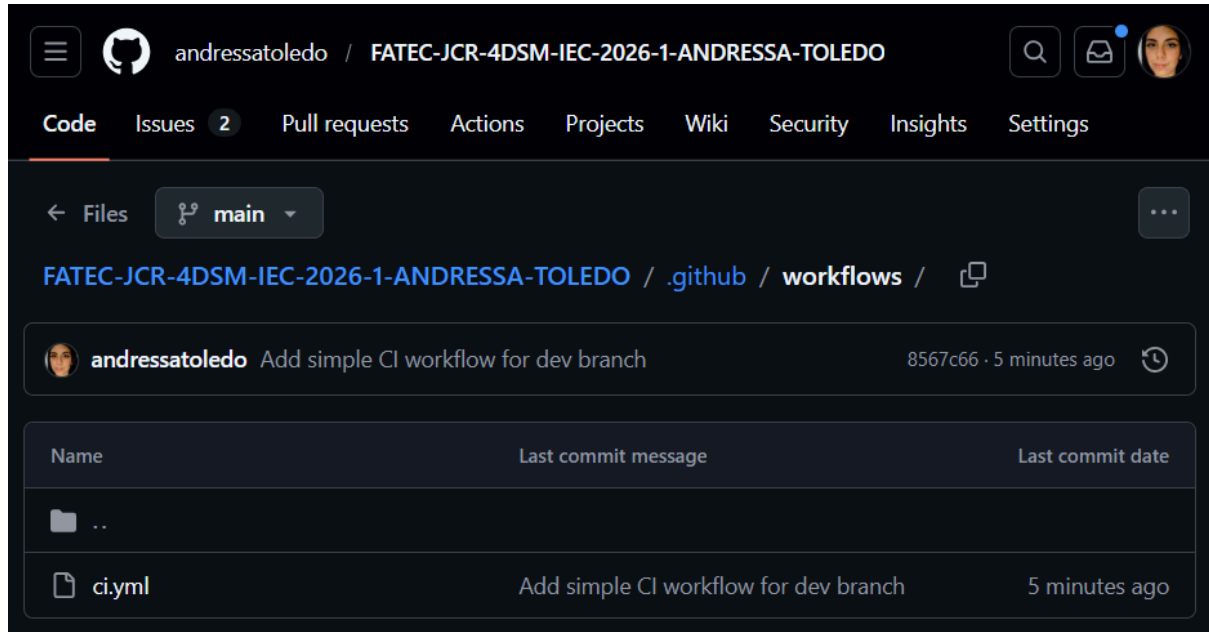 andressatoledo / FATEC-JCR-4DSM-IEC-2026-1-ANDRESSA-TOLEDO
Code Issues 2 Pull requests Actions Projects Wiki Security Insights Settings
Files main
FATEC-JCR-4DSM-IEC-2026-1-ANDRESSA-TOLEDO / .github / workflows /
andressatoledo Add simple CI workflow for dev branch 8567c66 · 5 minutes ago
Name Last commit message Last commit date
..
ci.yml Add simple CI workflow for dev branch 5 minutes ago